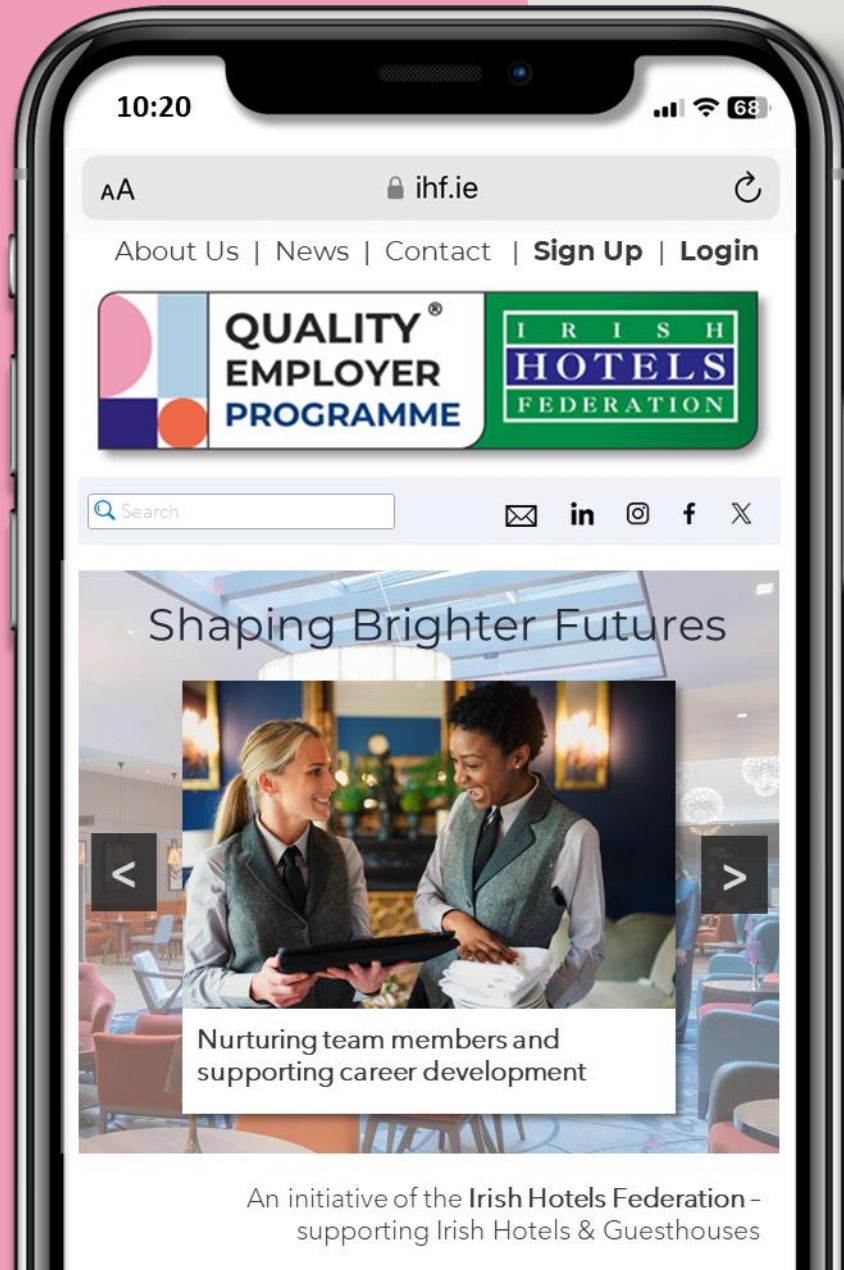 10:20
68
AA ihf.ie
About Us | News | Contact | Sign Up | Login
QUALITY®
EMPLOYER
PROGRAMME
IRISH
HOTELS
FEDERATION
Search
in f X
Shaping Brighter Futures
< >
Nurturing team members and
supporting career development
An initiative of the Irish Hotels Federation –
supporting Irish Hotels & Guesthouses